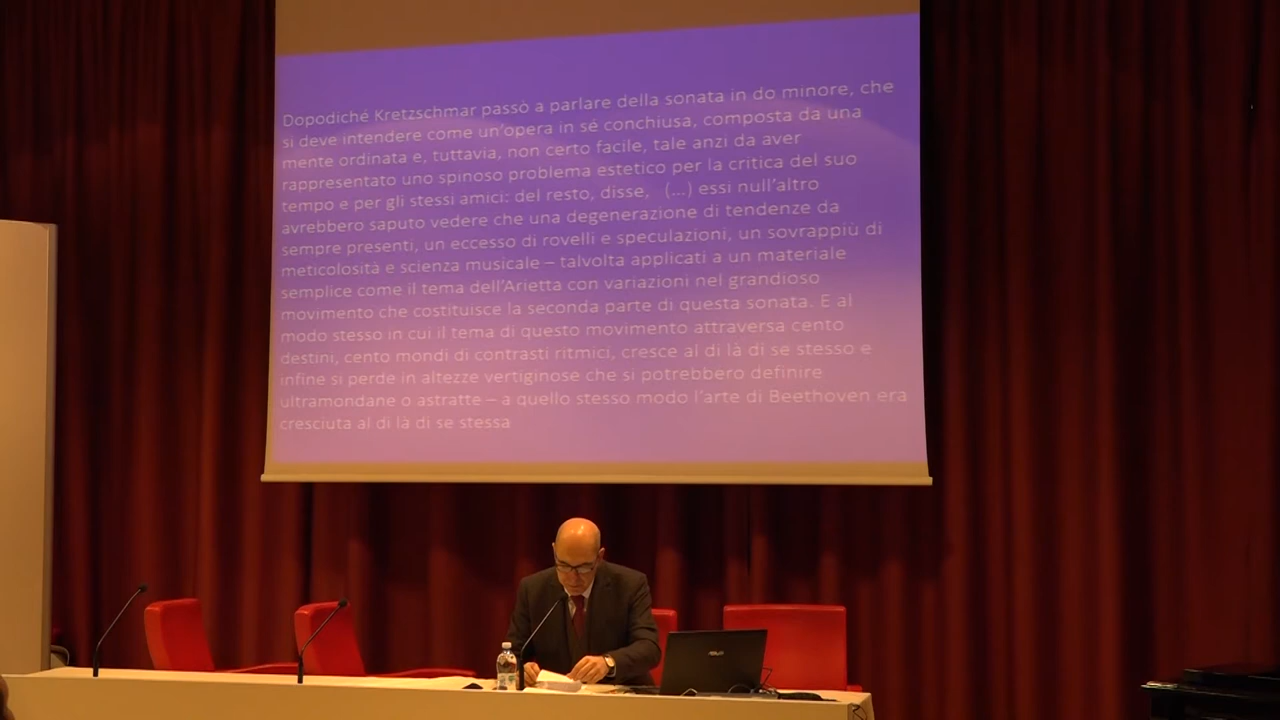 Dopodiché Kretzschmar passò a parlare della sonata in do minore, che
si deve intendere come un'opera in sé conchiusa, composta da una
mente ordinata e, tuttavia, non certo facile, tale anzi da aver
rappresentato uno spinoso problema estetico per la critica del suo
tempo e per gli stessi amici: del resto, disse, (...) essi null'altro
avrebbero saputo vedere che una degenerazione di tendenze da
sempre presenti, un eccesso di rovelli e speculazioni, un sovrappiù di
meticolosità e scienza musicale – talvolta applicati a un materiale
semplice come il tema dell'Arietta con variazioni nel grandioso
movimento che costituisce la seconda parte di questa sonata. E al
modo stesso in cui il tema di questo movimento attraversa cento
destini, cento mondi di contrasti ritmici, cresce al di là di se stesso e
infine si perde in altezze vertiginose che si potrebbero definire
ultramondane o astratte – a quello stesso modo l'arte di Beethoven era
cresciuta al di là di se stessa
ASUS